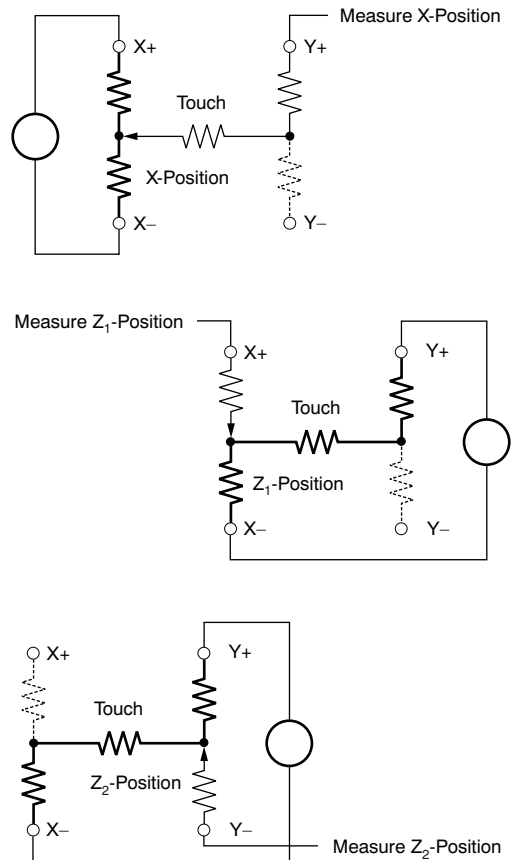 Measure X-Position
X+ Y+
Touch
X-Position
X– Y–
Measure Z₁-Position
X+ Y+
Touch
Z₁-Position
X– Y–
X+ Y+
Touch
Z₂-Position
X– Y–
Measure Z₂-Position